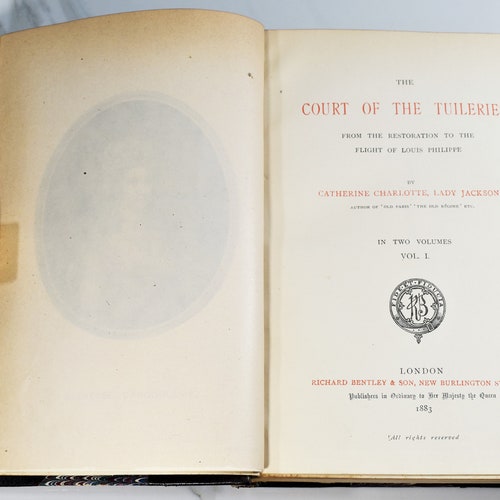 THE
COURT OF THE TUILERIE
FROM THE RESTORATION TO THE
FLIGHT OF LOUIS PHILIPPE
BY
CATHERINE CHARLOTTE, LADY JACKSON
AUTHOR OF "OLD PARIS" "THE OLD RÉGIME" ETC.
IN TWO VOLUMES
VOL. I.
LONDON
RICHARD BENTLEY & SON, NEW BURLINGTON S
Publishers in Ordinary to Her Majesty the Queen
1883
All rights reserved